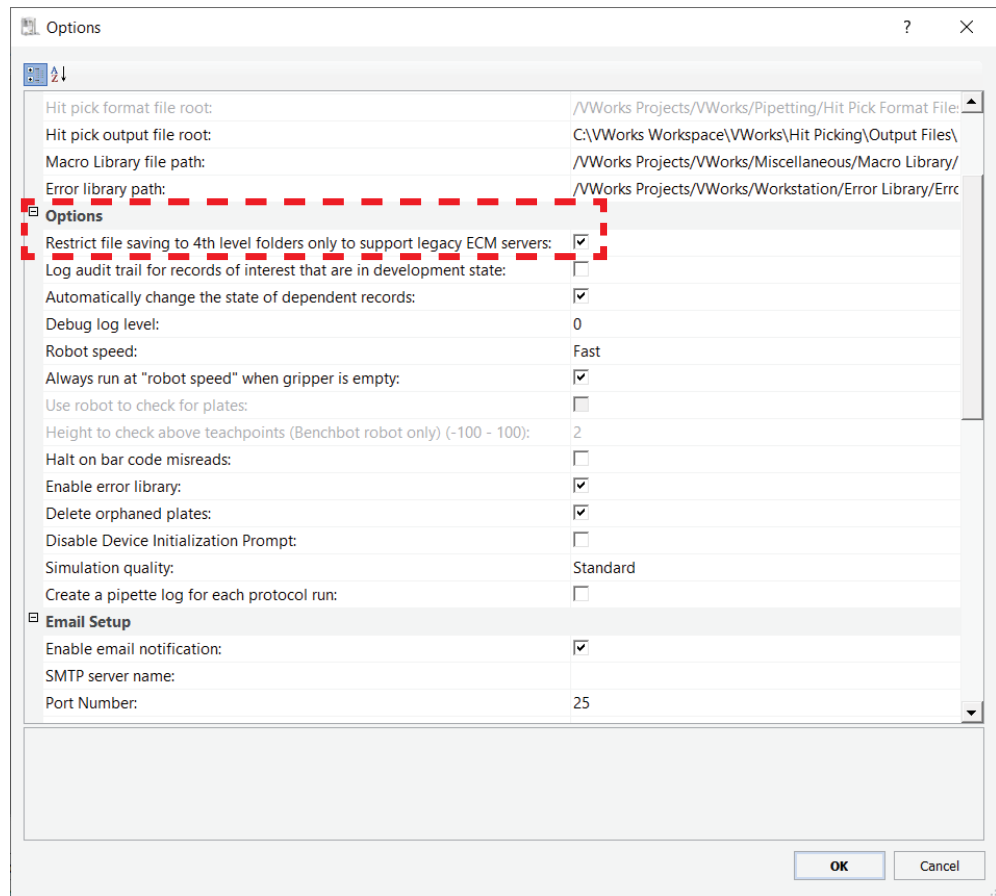 Options ?
Hit pick format file root: /VWorks Projects/VWorks/Pipetting/Hit Pick Format File
Hit pick output file root: C:\VWorks Workspace\VWorks\Hit Picking\Output Files\
Macro Library file path: /VWorks Projects/VWorks/Miscellaneous/Macro Library/
Error library path: /VWorks Projects/VWorks/Workstation/Error Library/Errc
Options
Restrict file saving to 4th level folders only to support legacy ECM servers:
Log audit trail for records of interest that are in development state:
Automatically change the state of dependent records:
Debug log level: 0
Robot speed: Fast
Always run at "robot speed" when gripper is empty:
Use robot to check for plates:
Height to check above teachpoints (Benchbot robot only) (-100 - 100): 2
Halt on bar code misreads:
Enable error library:
Delete orphaned plates:
Disable Device Initialization Prompt:
Simulation quality: Standard
Create a pipette log for each protocol run:
Email Setup
Enable email notification:
SMTP server name:
Port Number: 25
OK Cancel